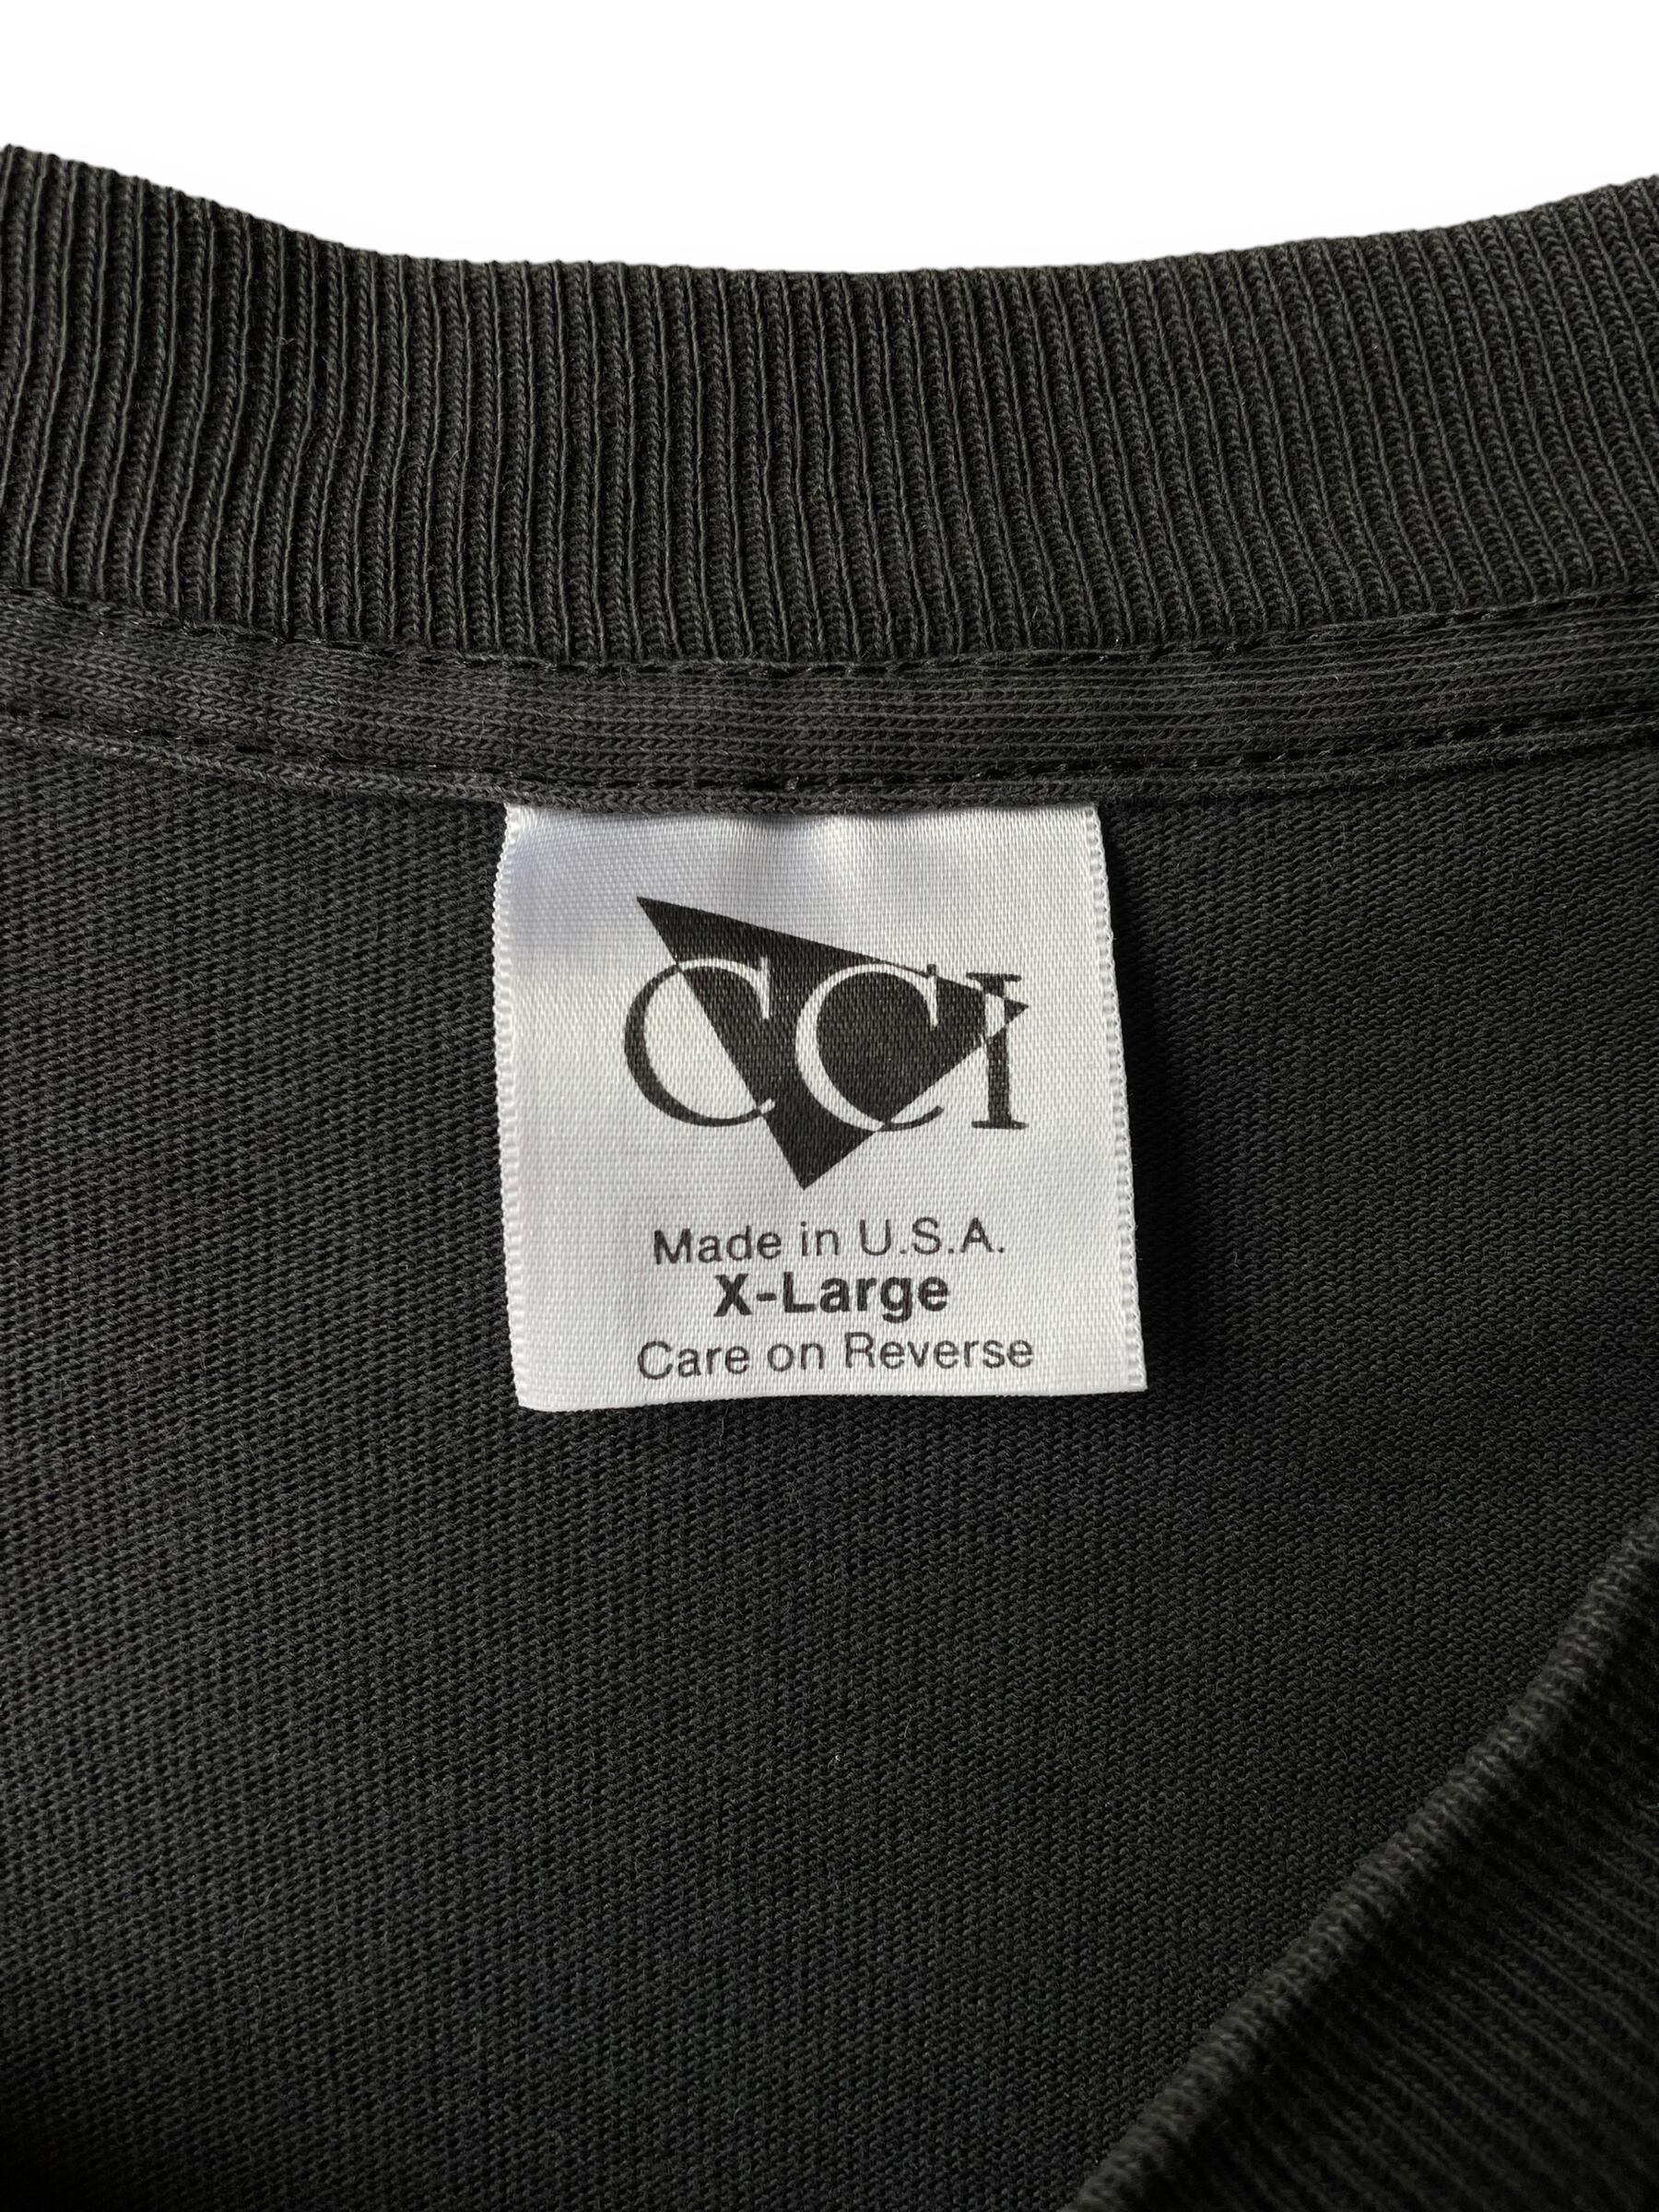 CCI
Made in U.S.A.
X-Large
Care on Reverse